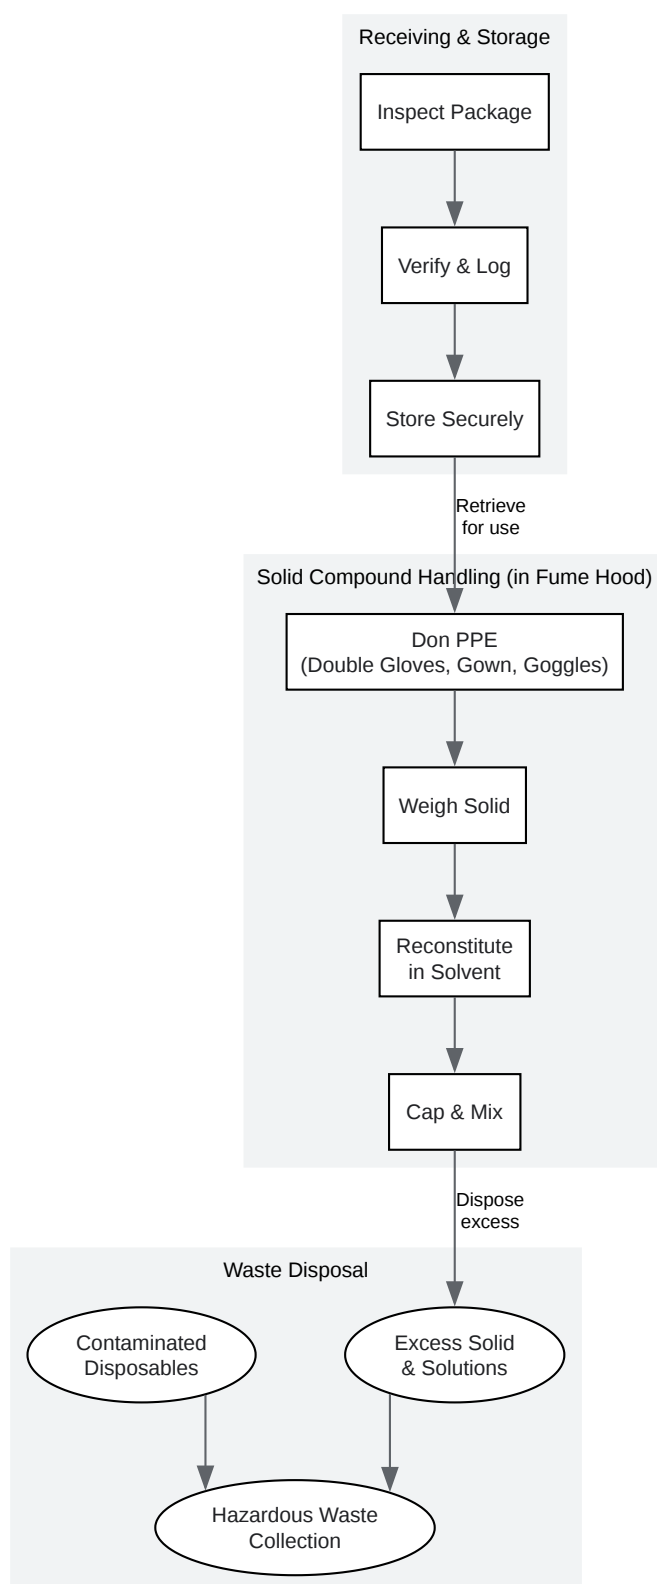 Receiving & Storage
Inspect Package
Verify & Log
Store Securely
Retrieve
for use
Solid Compound Handling (in Fume Hood)
Don PPE
(Double Gloves, Gown, Goggles)
Weigh Solid
Reconstitute
in Solvent
Cap & Mix
Dispose
excess
Waste Disposal
Contaminated
Disposables
Excess Solid
& Solutions
Hazardous Waste
Collection